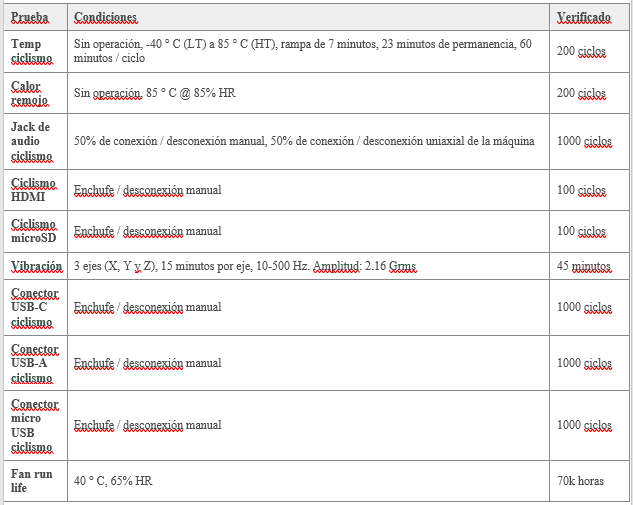 Prueba Condiciones Verificado
Temp Sin operación, -40 ° C (LT) a 85 ° C (HT), rampa de 7 minutos, 23 minutos de permanencia, 60
ciclismo minutos / ciclo 200 ciclos
Calor
remojo Sin operación, 85 ° C @ 85% HR 200 ciclos
Jack de
audio 50% de conexión / desconexión manual, 50% de conexión / desconexión uniaxial de la máquina 1000 ciclos
ciclismo
Ciclismo
HDMI Enchufe / desconexión manual 100 ciclos
Ciclismo
microSD Enchufe / desconexión manual 100 ciclos
Vibración 3 ejes (X, Y y Z), 15 minutos por eje, 10-500 Hz. Amplitud: 2.16 Grms 45 minutos
Conector
USB-C Enchufe / desconexión manual 1000 ciclos
ciclismo
Conector
USB-A Enchufe / desconexión manual 1000 ciclos
ciclismo
Conector
micro
USB Enchufe / desconexión manual 1000 ciclos
ciclismo
Fan run
life 40 ° C, 65% HR 70k horas